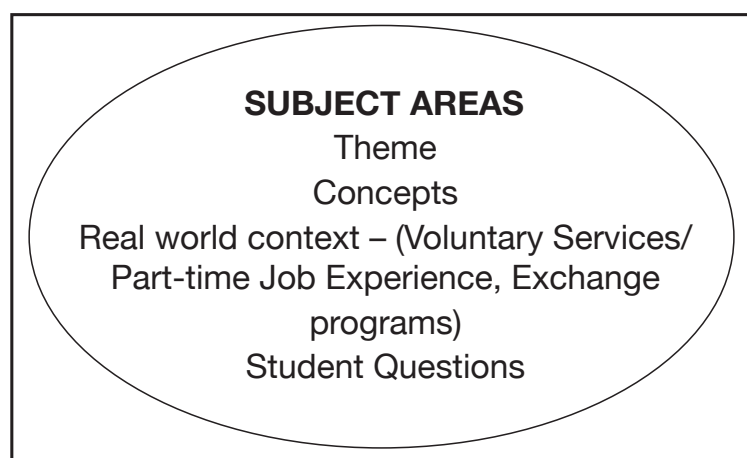 SUBJECT AREAS
Theme
Concepts
Real world context – (Voluntary Services/
Part-time Job Experience, Exchange
programs)
Student Questions